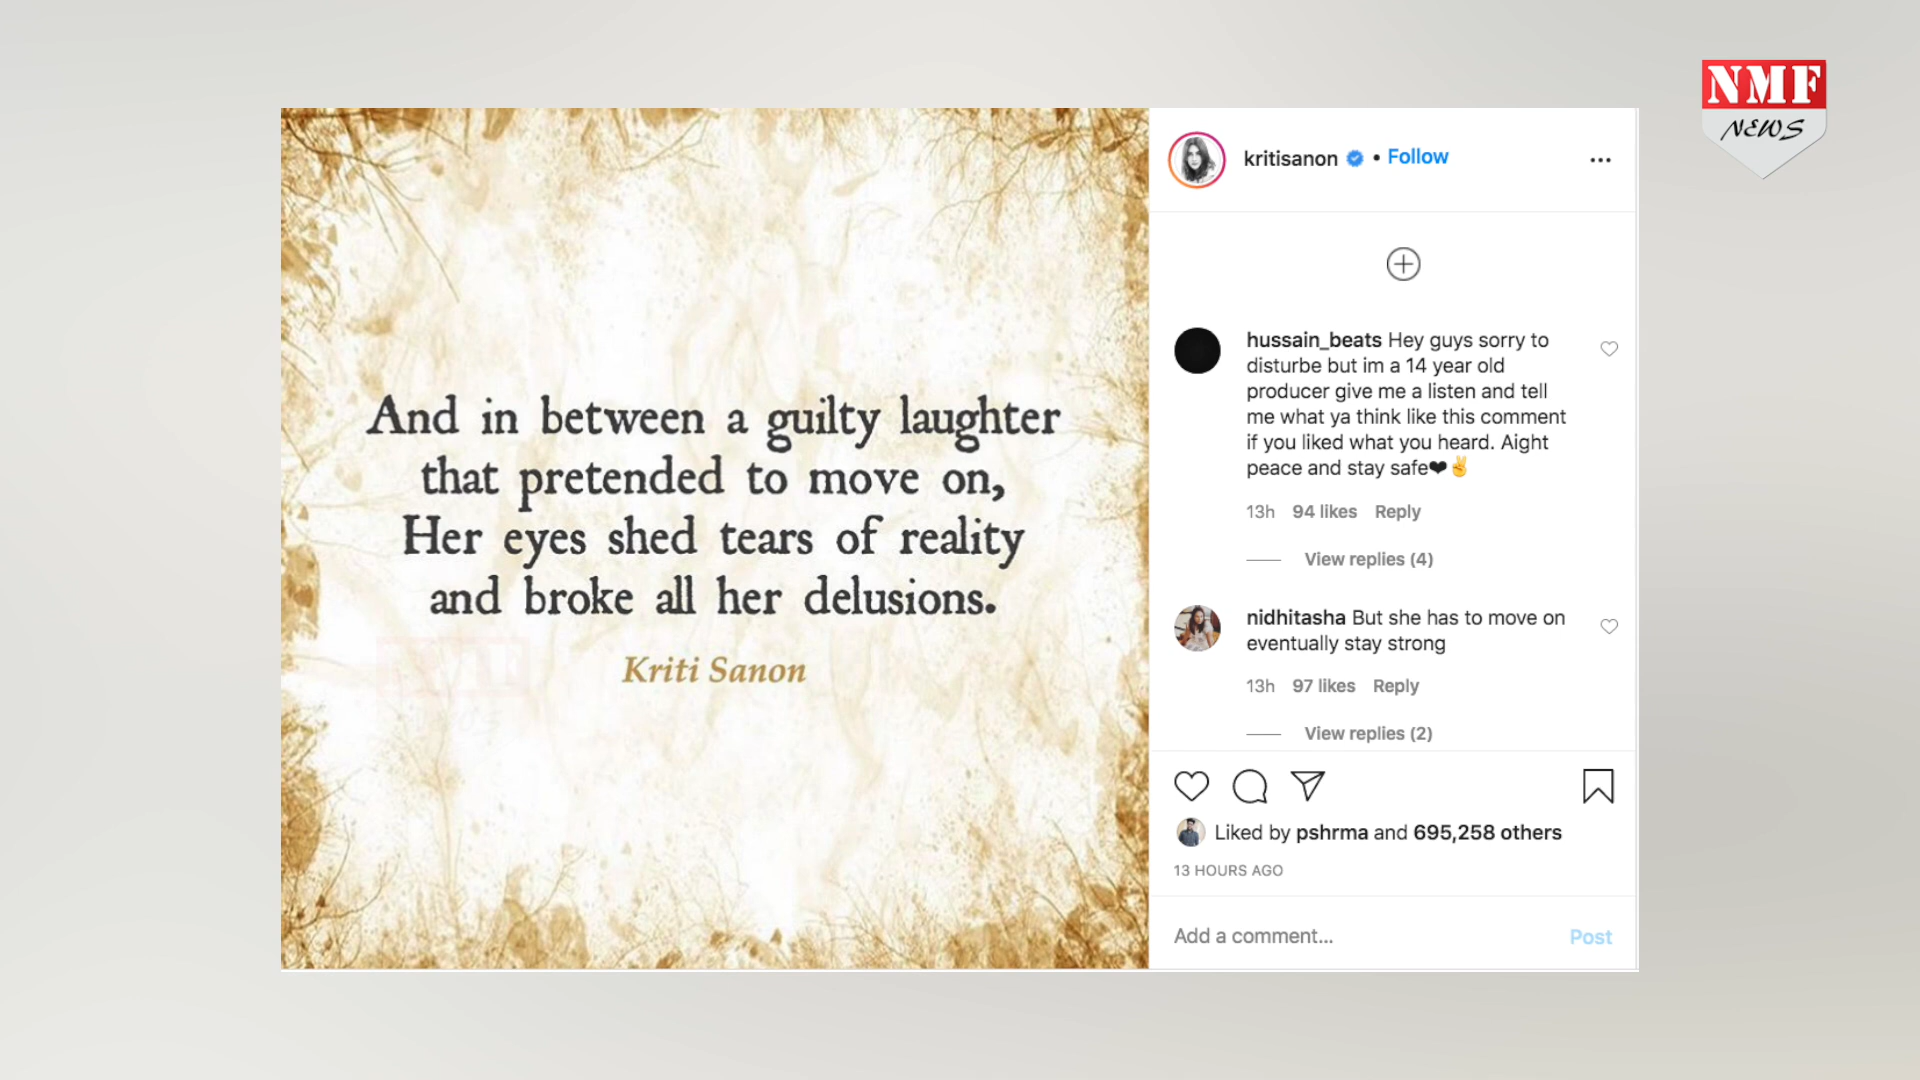 NMF
NEWS
And in between a guilty laughter
that pretended to move on,
Her eyes shed tears of reality
and broke all her delusions.
Kriti Sanon
kritisanon • Follow
hussain_beats Hey guys sorry to
disturbe but im a 14 year old
producer give me a listen and tell
me what ya think like this comment
if you liked what you heard. Aight
peace and stay safe❤✌
13h 94 likes Reply
View replies (4)
nidhitasha But she has to move on
eventually stay strong
13h 97 likes Reply
View replies (2)
Liked by pshrma and 695,258 others
13 HOURS AGO
Add a comment...
Post